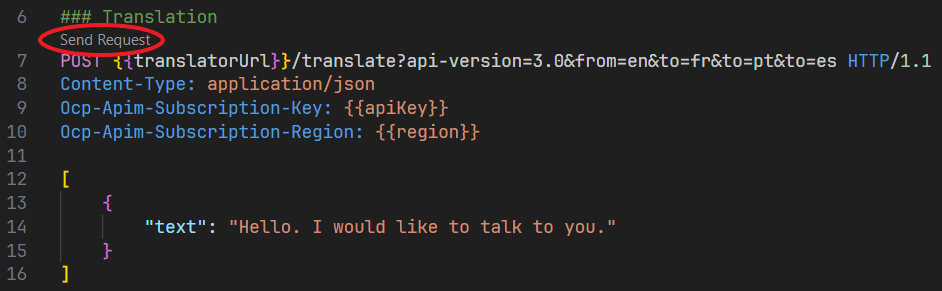 6 ### Translation
Send Request
7 POST {{translatorUrl}}/translate?api-version=3.0&from=en&to=fr&to=pt&to=es HTTP/1.1
8 Content-Type: application/json
9 Ocp-Apim-Subscription-Key: {{apiKey}}
10 Ocp-Apim-Subscription-Region: {{region}}
11
12 [
13 {
14 "text": "Hello. I would like to talk to you."
15 }
16 ]